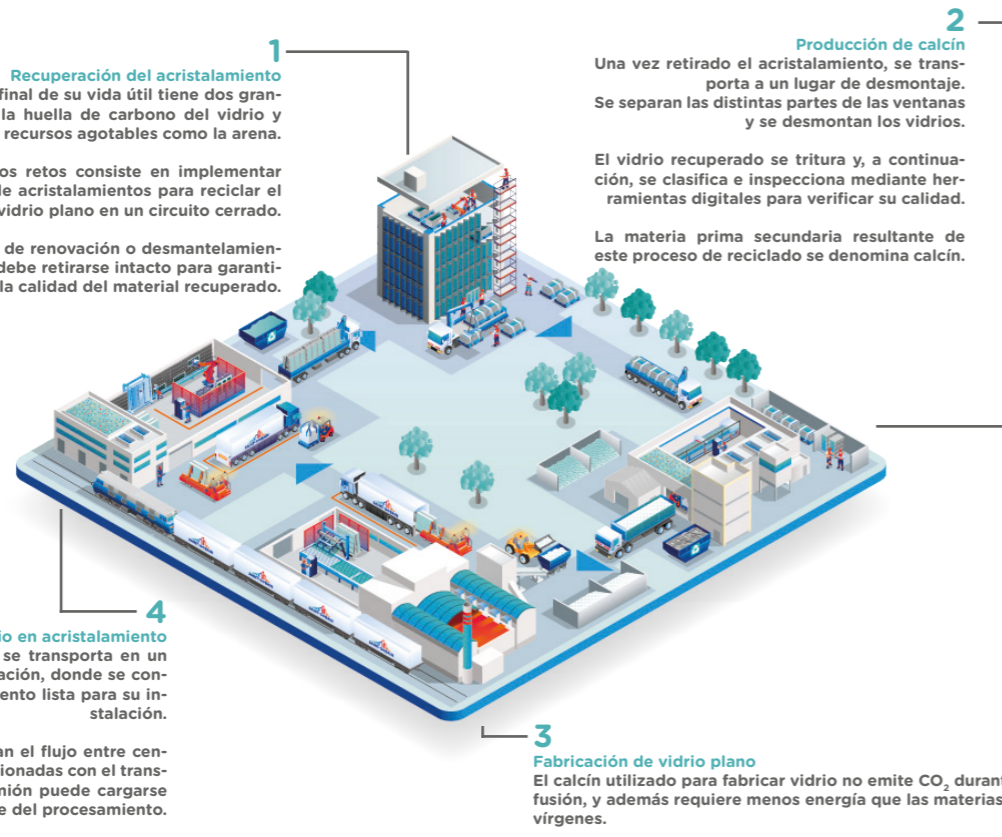 1
Recuperación del acristalamiento
final de su vida útil tiene dos gran-
la huella de carbono del vidrio y
recursos agotables como la arena.
os retos consiste en implementar
de acristalamientos para reciclar el
vidrio plano en un circuito cerrado.
de renovación o desmantelamien-
debe retirarse intacto para garanti-
la calidad del material recuperado.
2
Producción de calcín
Una vez retirado el acristalamiento, se trans-
porta a un lugar de desmontaje.
Se separan las distintas partes de las ventanas
y se desmontan los vidrios.
El vidrio recuperado se tritura y, a continua-
ción, se clasifica e inspecciona mediante her-
ramientas digitales para verificar su calidad.
La materia prima secundaria resultante de
este proceso de reciclado se denomina calcín.
4
io en acristalamiento
se transporta en un
ación, donde se con-
ento lista para su in-
stalación.
an el flujo entre cen-
ionadas con el trans-
mión puede cargarse
e del procesamiento.
3
Fabricación de vidrio plano
El calcín utilizado para fabricar vidrio no emite CO₂ durant
fusión, y además requiere menos energía que las materias
vírgenes.